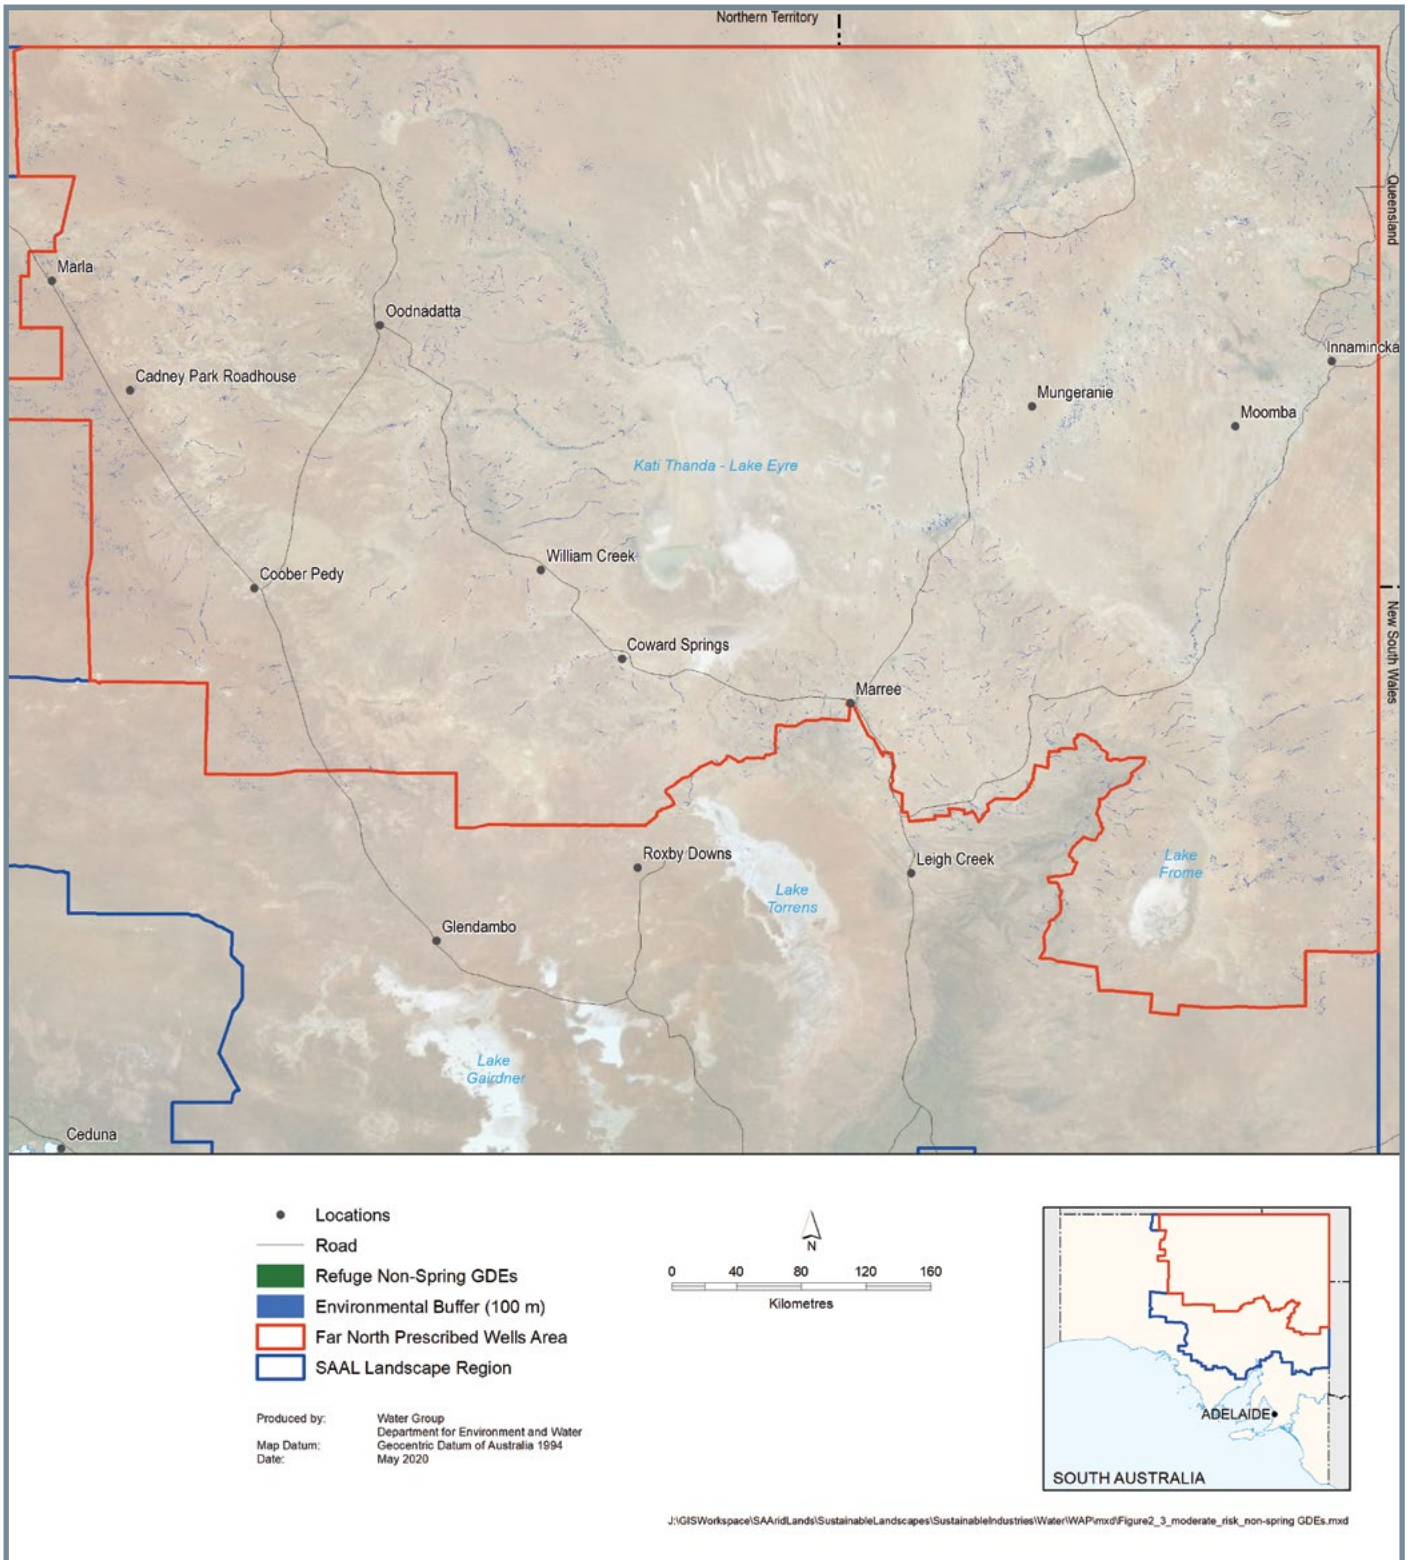 Northern Territory
Queensland
Marla
Oodnadatta
Innamincka
Cadney Park Roadhouse
Mungeranie
Moomba
Kati Thanda - Lake Eyre
William Creek
Coober Pedy
New South Wales
Coward Springs
Marree
Roxby Downs
Leigh Creek
Lake
Frome
Lake
Torrens
Glendambo
Lake
Gairdner
Ceduna
Locations
Road
Refuge Non-Spring GDEs
Environmental Buffer (100 m)
Far North Prescribed Wells Area
SAAL Landscape Region
N
0 40 80 120 160
Kilometres
Produced by: Water Group
Department for Environment and Water
Map Datum: Geocentric Datum of Australia 1994
Date: May 2020
ADELAIDE
SOUTH AUSTRALIA
J:\GISWorkspace\SAAridLands\SustainableLandscapes\SustainableIndustries\Water\WAP\mxd\Figure2_3_moderate_risk_non-spring GDEs.mxd